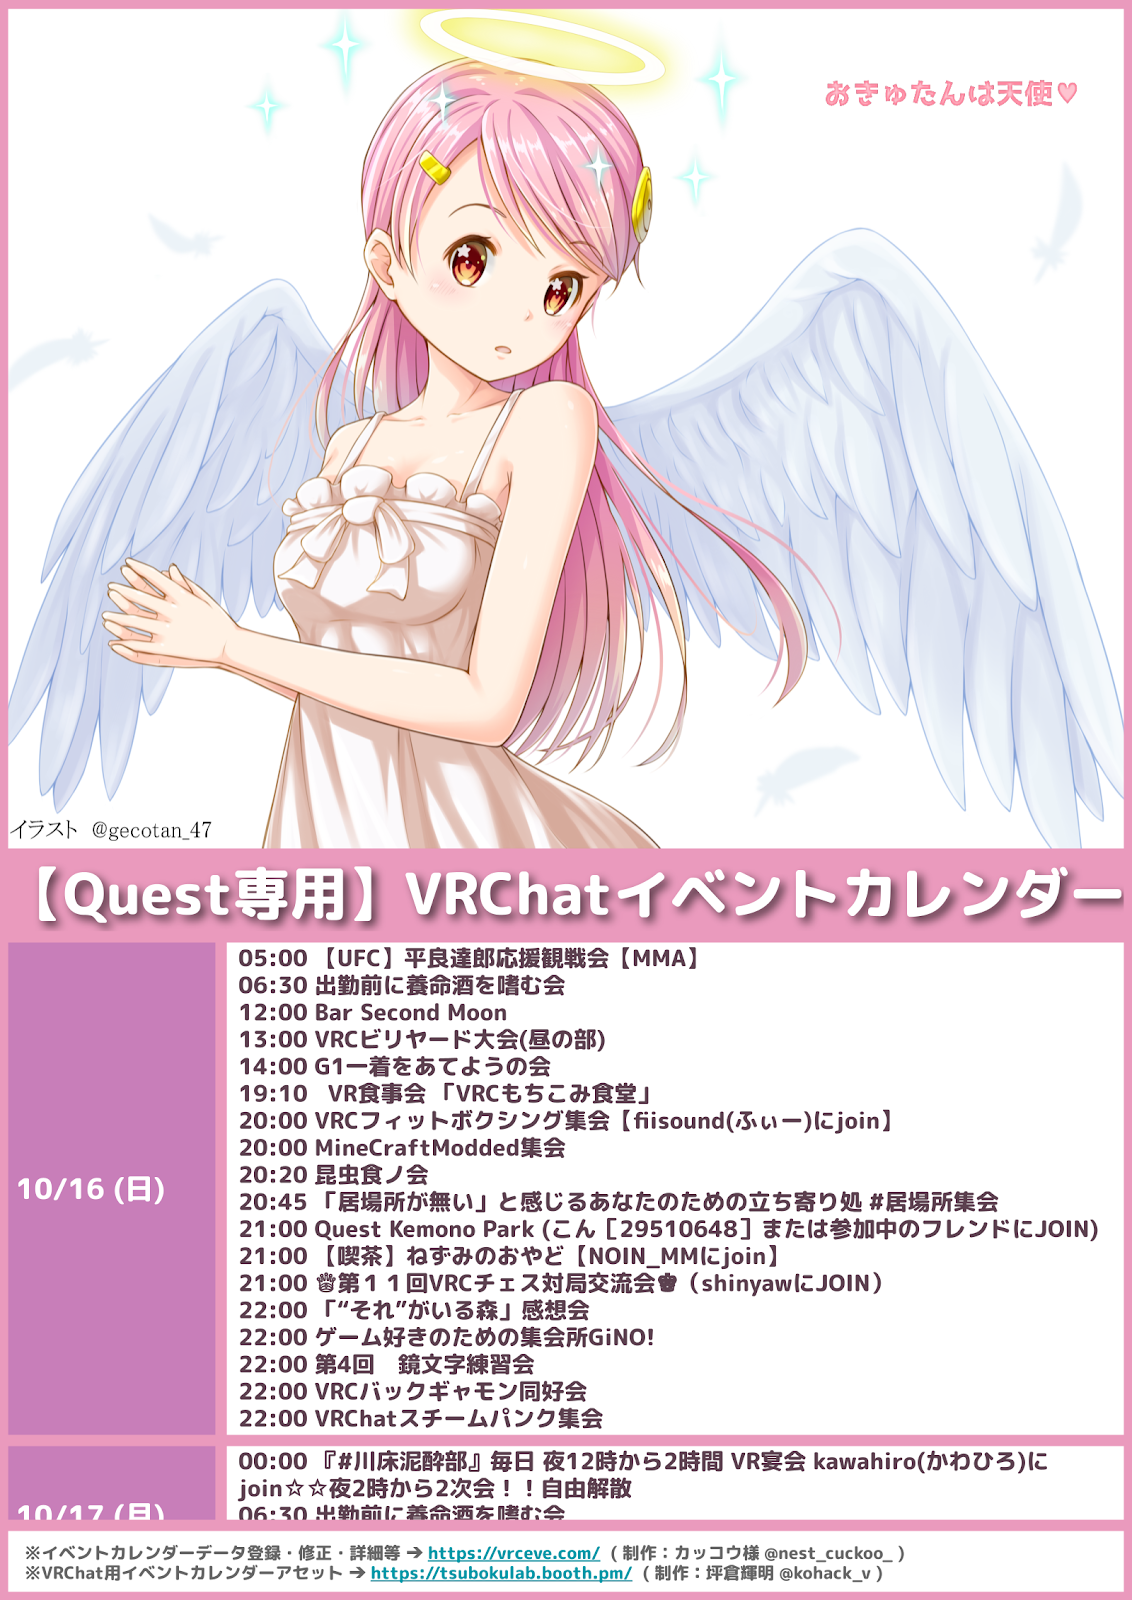 おきゅたんは天使♥
イラスト @gecotan_47
【Quest専用】VRChatイベントカレンダー
10/16 (日)
05:00 【UFC】平良達郎応援観戦会【MMA】
06:30 出勤前に養命酒を嗜む会
12:00 Bar Second Moon
13:00 VRCビリヤード大会(昼の部)
14:00 G1一着をあてようの会
19:10 VR食事会 「VRCもちこみ食堂」
20:00 VRCフィットボクシング集会【fiisound(ふぃー)にjoin】
20:00 MineCraftModded集会
20:20 昆虫食ノ会
20:45 「居場所が無い」と感じるあなたのための立ち寄り処 #居場所集会
21:00 Quest Kemono Park (こん［29510648］または参加中のフレンドにJOIN)
21:00 【喫茶】ねずみのおやど【NOIN_MMにjoin】
21:00 ♕第１１回VRCチェス対局交流会♚（shinyawにJOIN）
22:00 「“それ”がいる森」感想会
22:00 ゲーム好きのための集会所GiNO!
22:00 第4回　鏡文字練習会
22:00 VRCバックギャモン同好会
22:00 VRChatスチームパンク集会
10/17 (月)
00:00 『#川床泥酔部』毎日 夜12時から2時間 VR宴会 kawahiro(かわひろ)に
join☆☆夜2時から2次会！！自由解散
06:30 出勤前に養命酒を嗜む会
※イベントカレンダーデータ登録・修正・詳細等 ➔ https://vrceve.com/ ( 制作：カッコウ様 @nest_cuckoo_ )
※VRChat用イベントカレンダーアセット ➔ https://tsubokulab.booth.pm/ ( 制作：坪倉輝明 @kohack_v )